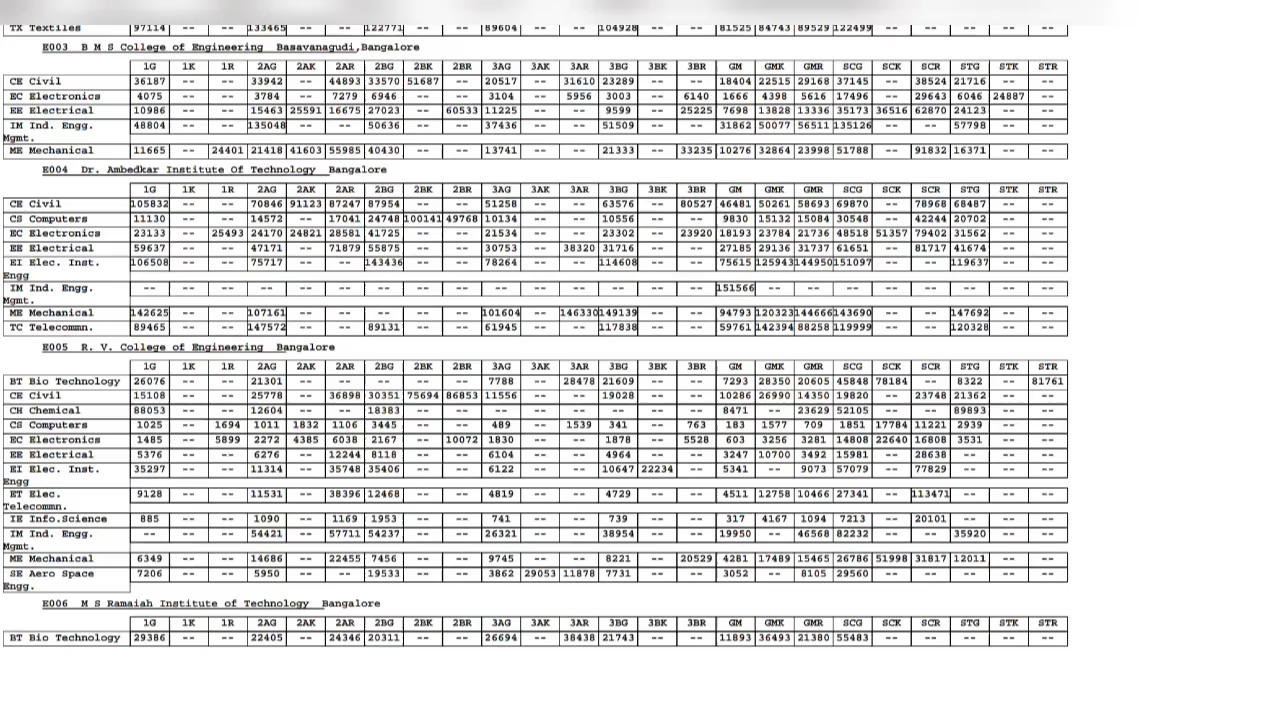 TX Textiles 97114 -- -- 133465 -- -- 122771 -- -- 89604 -- -- 104928 -- -- 81525 84743 89529 122499 -- -- -- -- --
E003 B M S College of Engineering Basavanagudi,Bangalore
1G 1K 1R 2AG 2AK 2AR 2BG 2BK 2BR 3AG 3AK 3AR 3BG 3BK 3BR GM GMK GMR SCG SCK SCR STG STK STR
CE Civil 36187 -- -- 33942 -- 44893 33570 51687 -- 20517 -- 31610 23289 -- -- 18404 22515 29168 37145 -- 38524 21716 -- --
EC Electronics 4075 -- -- 3784 -- 7279 6946 -- -- 3104 -- 5956 3003 -- 6140 1666 4398 5616 17496 -- 29643 6046 24887 --
EE Electrical 10986 -- -- 15463 25591 16675 27023 -- 60533 11225 -- -- 9599 -- 25225 7698 13828 13336 35173 36516 62870 24123 -- --
IM Ind. Engg. 48804 -- -- 135048 -- -- 50636 -- -- 37436 -- -- 51509 -- -- 31862 50077 56511 135126 -- -- 57798 -- --
Mgmt.
ME Mechanical 11665 -- 24401 21418 41603 55985 40430 -- -- 13741 -- -- 21333 -- 33235 10276 32864 23998 51788 -- 91832 16371 -- --
E004 Dr. Ambedkar Institute Of Technology Bangalore
1G 1K 1R 2AG 2AK 2AR 2BG 2BK 2BR 3AG 3AK 3AR 3BG 3BK 3BR GM GMK GMR SCG SCK SCR STG STK STR
CE Civil 105832 -- -- 70846 91123 87247 87954 -- -- 51258 -- -- 63576 -- 80527 46481 50261 58693 69870 -- 78968 68487 -- --
CS Computers 11130 -- -- 14572 -- 17041 24748 100141 49768 10134 -- -- 10556 -- -- 9830 15132 15084 30548 -- 42244 20702 -- --
EC Electronics 23133 -- 25493 24170 24821 28581 41725 -- -- 21534 -- -- 23302 -- 23920 18193 23784 21736 48518 51357 79402 31562 -- --
EE Electrical 59637 -- -- 47171 -- 71879 55875 -- -- 30753 -- 38320 31716 -- -- 27185 29136 31737 61651 -- 81717 41674 -- --
EI Elec. Inst. 106508 -- -- 75717 -- -- 143436 -- -- 78264 -- -- 114608 -- -- 75615 125943 144950 151097 -- -- 119637 -- --
Engg
IM Ind. Engg. -- -- -- -- -- -- -- -- -- -- -- -- -- -- -- 151566 -- -- -- -- -- -- -- --
Mgmt.
ME Mechanical 142625 -- -- 107161 -- -- -- -- -- 101604 -- 146330 149139 -- -- 94793 120323 144666 143690 -- -- 147692 -- --
TC Telecommn. 89465 -- -- 147572 -- -- 89131 -- -- 61945 -- -- 117838 -- -- 59761 142394 88258 119999 -- -- 120328 -- --
E005 R. V. College of Engineering Bangalore
1G 1K 1R 2AG 2AK 2AR 2BG 2BK 2BR 3AG 3AK 3AR 3BG 3BK 3BR GM GMK GMR SCG SCK SCR STG STK STR
BT Bio Technology 26076 -- -- 21301 -- -- -- -- -- 7788 -- 28478 21609 -- -- 7293 28350 20605 45848 78184 -- 8322 -- 81761
CE Civil 15108 -- -- 25778 -- 36898 30351 75694 86853 11556 -- -- 19028 -- -- 10286 26990 14350 19820 -- 23748 21362 -- --
CH Chemical 88053 -- -- 12604 -- -- 18383 -- -- -- -- -- -- -- -- 8471 -- 23629 52105 -- -- 89893 -- --
CS Computers 1025 -- 1694 1011 1832 1106 3445 -- -- 489 -- 1539 341 -- 763 183 1577 709 1851 17784 11221 2939 -- --
EC Electronics 1485 -- 5899 2272 4385 6038 2167 -- 10072 1830 -- -- 1878 -- 5528 603 3256 3281 14808 22640 16808 3531 -- --
EE Electrical 5376 -- -- 6276 -- 12244 8118 -- -- 6104 -- -- 4964 -- -- 3247 10700 3492 15981 -- 28638 -- -- --
EI Elec. Inst. 35297 -- -- 11314 -- 35748 35406 -- -- 6122 -- -- 10647 22234 -- 5341 -- 9073 57079 -- 77829 -- -- --
Engg
ET Elec. 9128 -- -- 11531 -- 38396 12468 -- -- 4819 -- -- 4729 -- -- 4511 12758 10466 27341 -- 113471 -- -- --
Telecommn.
IE Info.Science 885 -- -- 1090 -- 1169 1953 -- -- 741 -- -- 739 -- -- 317 4167 1094 7213 -- 20101 -- -- --
IM Ind. Engg. -- -- -- 54421 -- 57711 54237 -- -- 26321 -- -- 38954 -- -- 19950 -- 46568 82232 -- -- 35920 -- --
Mgmt.
ME Mechanical 6349 -- -- 14686 -- 22455 7456 -- -- 9745 -- -- 8221 -- 20529 4281 17489 15465 26786 51998 31817 12011 -- --
SE Aero Space 7206 -- -- 5950 -- -- 19533 -- -- 3862 29053 11878 7731 -- -- 3052 -- 8105 29560 -- -- -- -- --
Engg.
E006 M S Ramaiah Institute of Technology Bangalore
1G 1K 1R 2AG 2AK 2AR 2BG 2BK 2BR 3AG 3AK 3AR 3BG 3BK 3BR GM GMK GMR SCG SCK SCR STG STK STR
BT Bio Technology 29386 -- -- 22405 -- 24346 20311 -- -- 26694 -- 38438 21743 -- -- 11893 36493 21380 55483 -- -- -- -- --